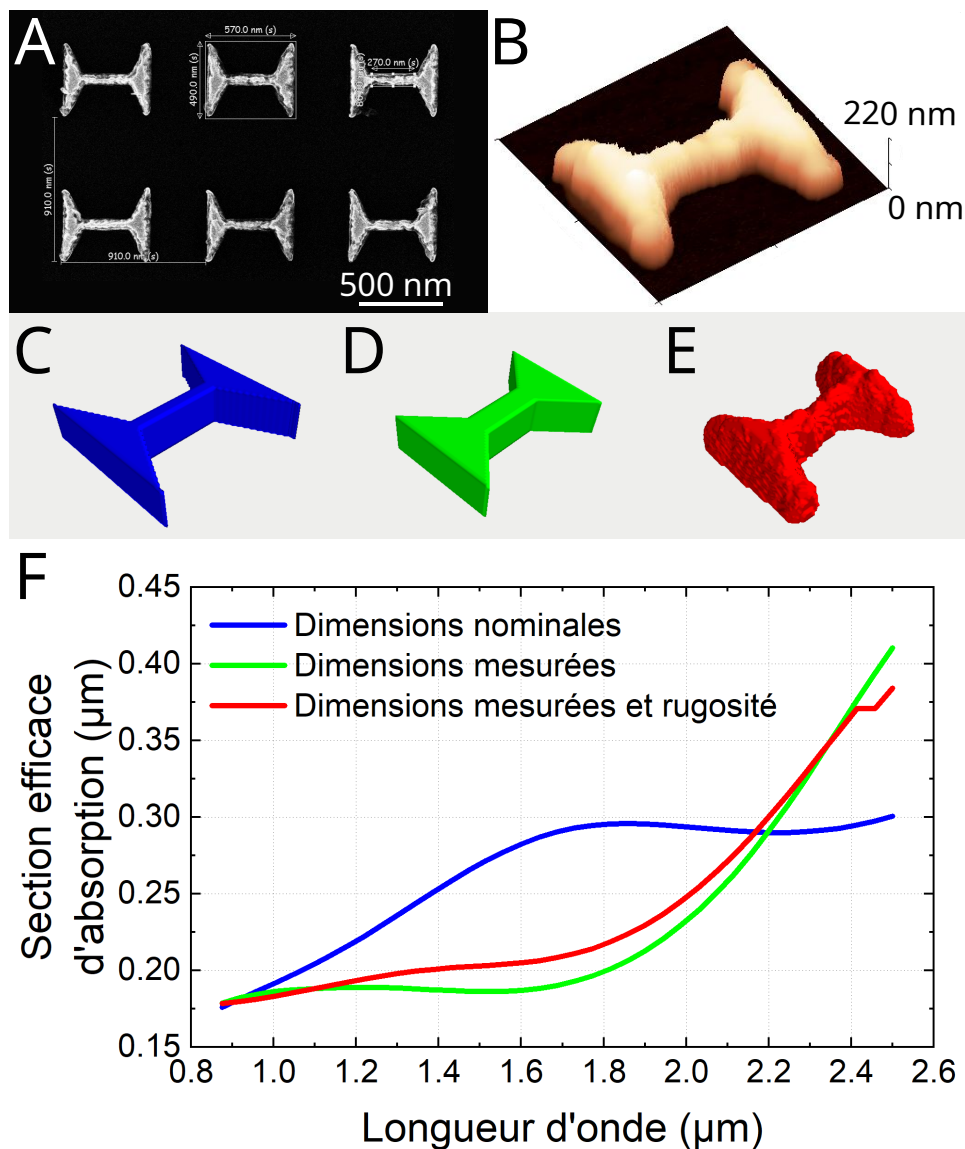 A
570.0 nm (s)
490.0 nm (s)
270.0 nm (s)
910.0 nm (s)
910.0 nm (s)
500 nm
B
220 nm
0 nm
C
D
E
F
Section efficace
d'absorption (µm)
0.45
0.40
0.35
0.30
0.25
0.20
0.15
Dimensions nominales
Dimensions mesurées
Dimensions mesurées et rugosité
0.8 1.0 1.2 1.4 1.6 1.8 2.0 2.2 2.4 2.6
Longueur d'onde (µm)